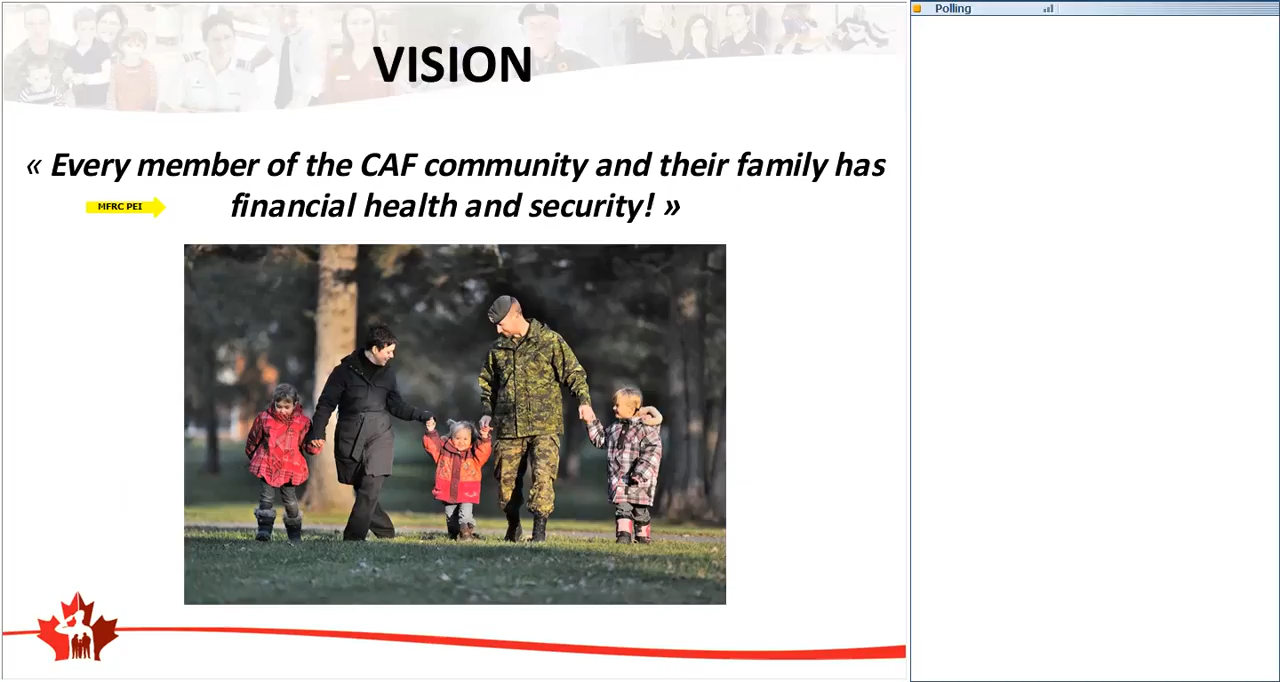 Polling
VISION
« Every member of the CAF community and their family has
financial health and security! »
MFRC PEI